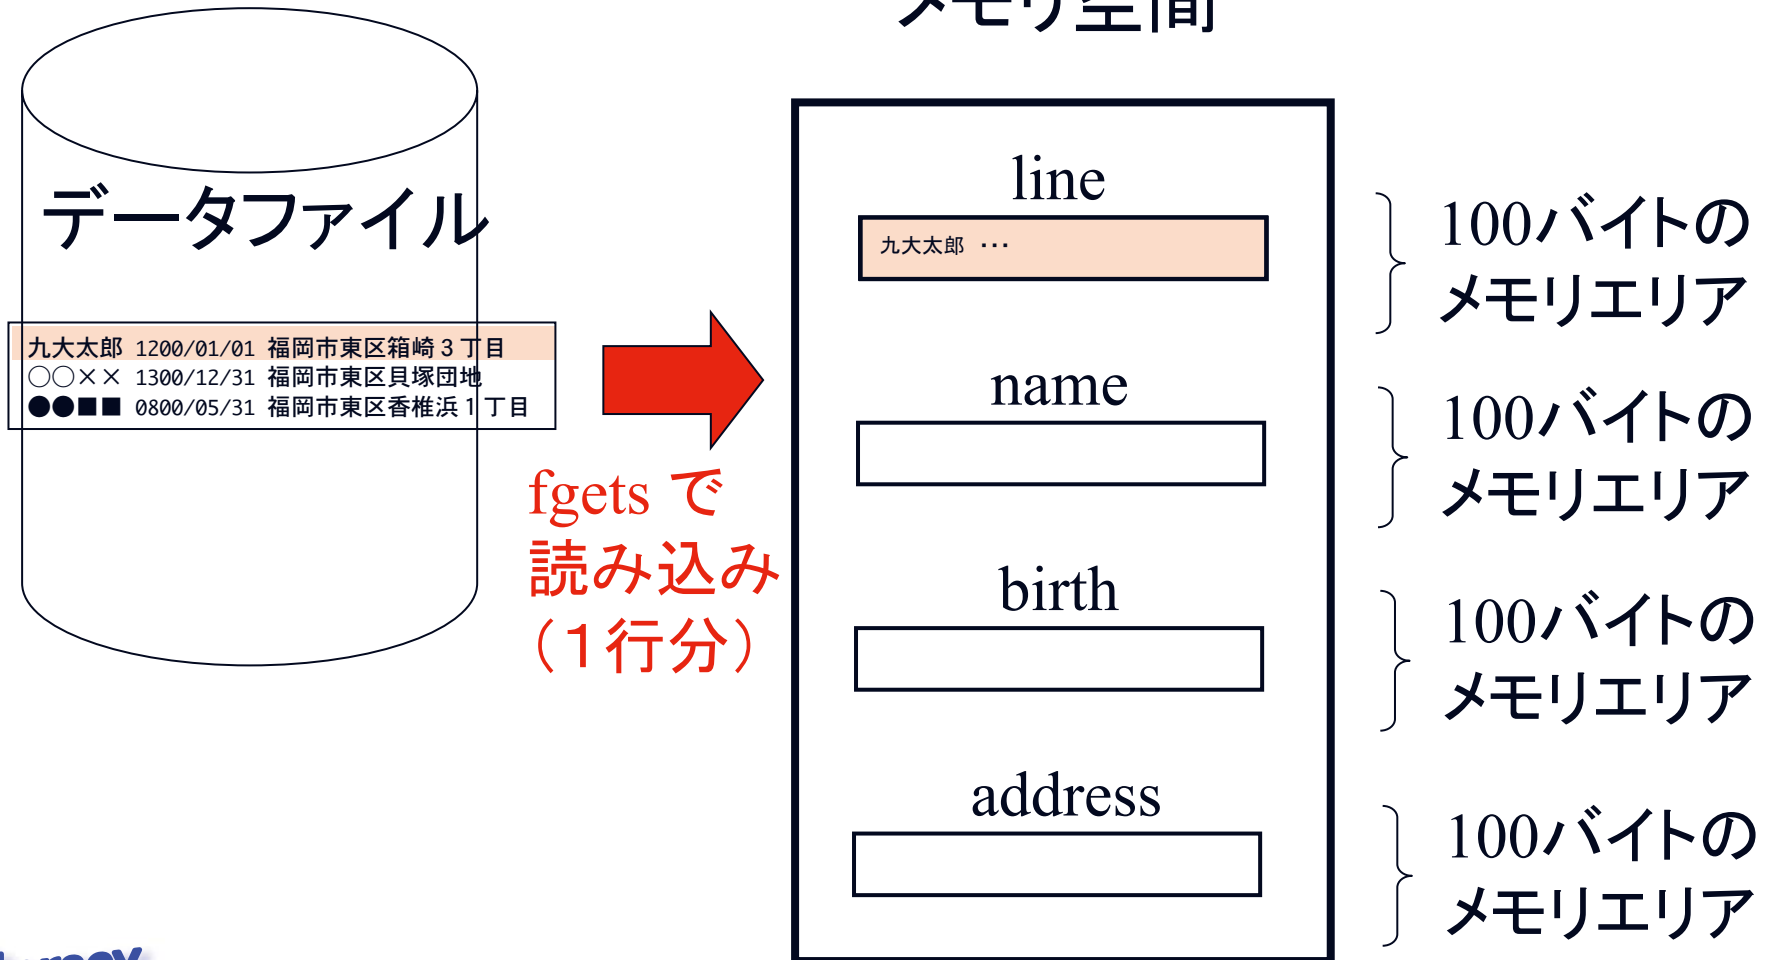 メモリ空間
データファイル
九大太郎 1200/01/01 福岡市東区箱崎3丁目
○○×× 1300/12/31 福岡市東区貝塚団地
●●■■ 0800/05/31 福岡市東区香椎浜1丁目
fgets で
読み込み
（1行分）
line
九大太郎 …
100バイトの
メモリエリア
name
100バイトの
メモリエリア
birth
100バイトの
メモリエリア
address
100バイトの
メモリエリア